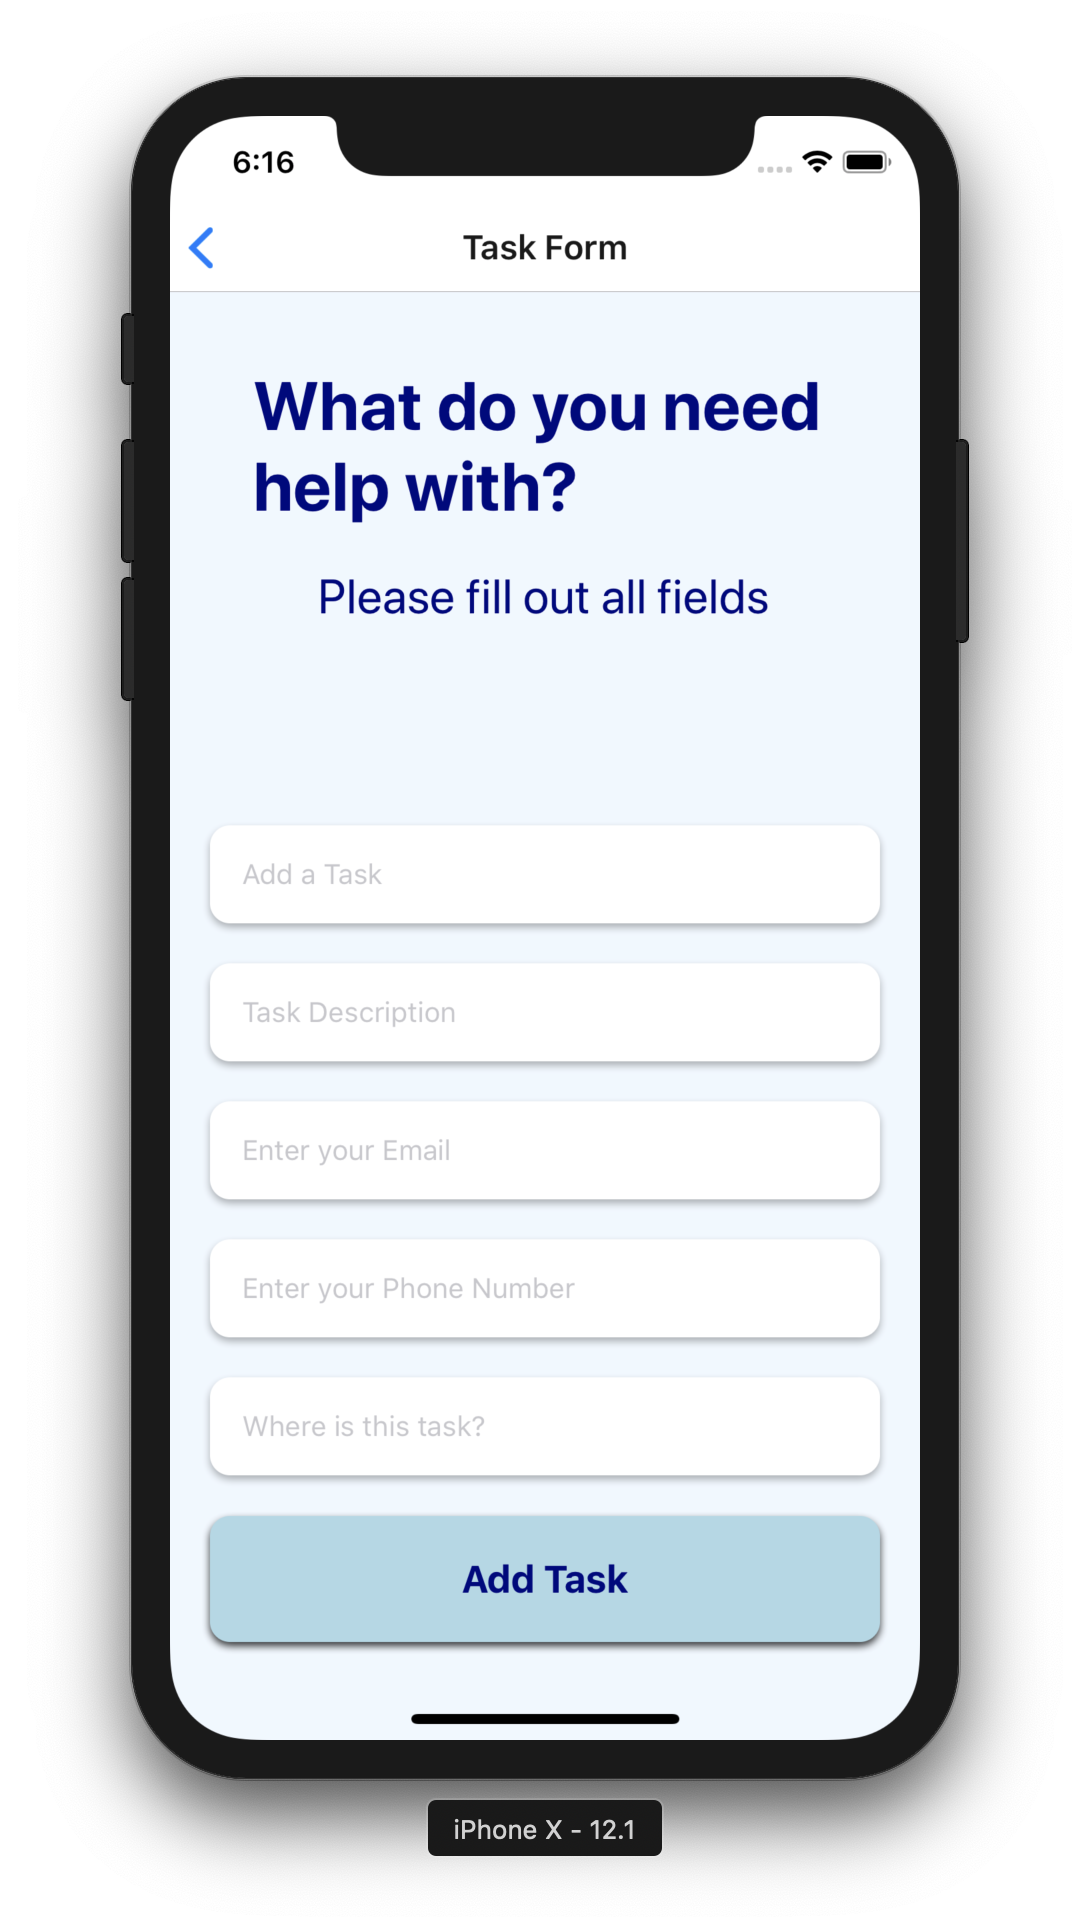 6:16
Task Form
What do you need
help with?
Please fill out all fields
Add a Task
Task Description
Enter your Email
Enter your Phone Number
Where is this task?
Add Task
iPhone X - 12.1